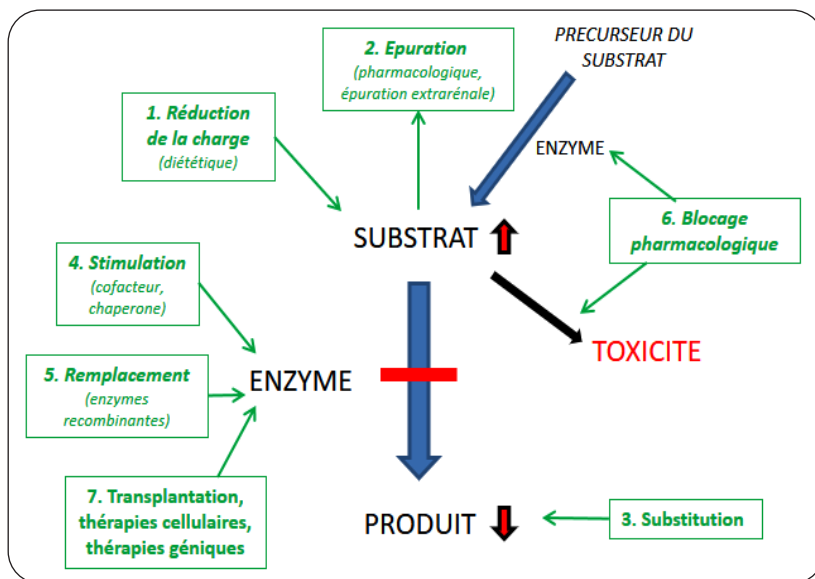 2. Epuration
(pharmacologique,
épuration extrarénale)
PRECURSEUR DU
SUBSTRAT
1. Réduction
de la charge
(diététique)
ENZYME
6. Blocage
pharmacologique
SUBSTRAT
4. Stimulation
(cofacteur,
chaperone)
TOXICITE
5. Remplacement
(enzymes
recombinantes)
ENZYME
7. Transplantation,
thérapies cellulaires,
thérapies géniques
PRODUIT
3. Substitution